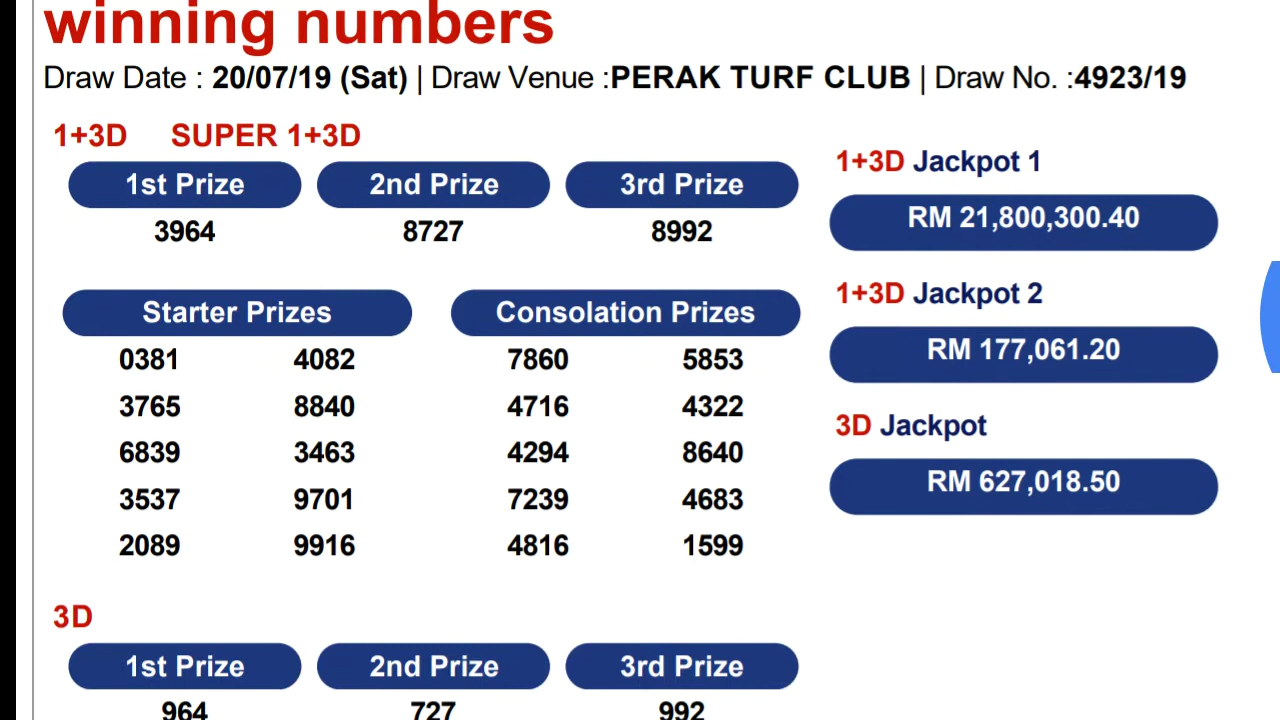 winning numbers
Draw Date : 20/07/19 (Sat) | Draw Venue :PERAK TURF CLUB | Draw No. :4923/19
1+3D SUPER 1+3D
1st Prize 2nd Prize 3rd Prize
3964 8727 8992
Starter Prizes Consolation Prizes
0381 4082 7860 5853
3765 8840 4716 4322
6839 3463 4294 8640
3537 9701 7239 4683
2089 9916 4816 1599
1+3D Jackpot 1
RM 21,800,300.40
1+3D Jackpot 2
RM 177,061.20
3D Jackpot
RM 627,018.50
3D
1st Prize 2nd Prize 3rd Prize
964 727 992